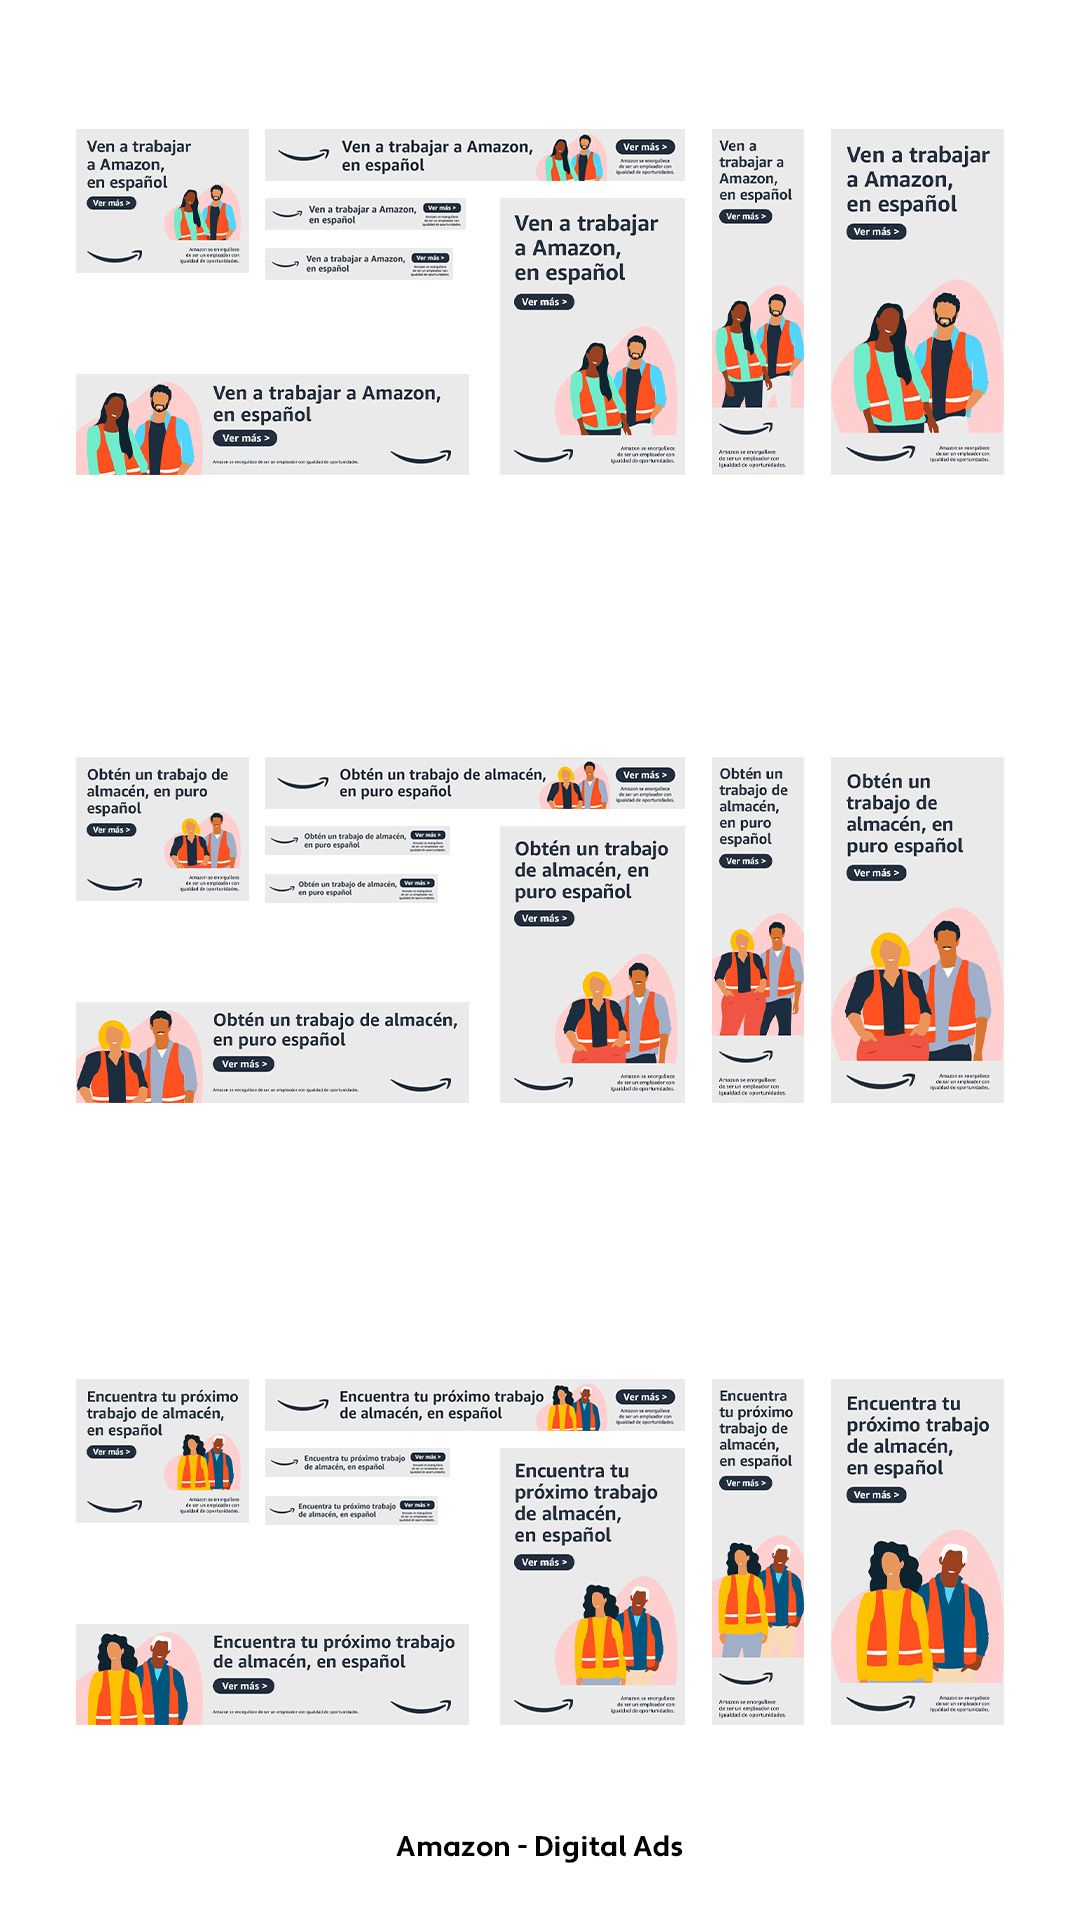 Ven a trabajar
a Amazon,
en español
Ver más >
Amazon se enorgullece
de ser un empleador con
igualdad de oportunidades.
Ven a trabajar a Amazon,
en español
Ver más >
Amazon se enorgullece
de ser un empleador con
igualdad de oportunidades.
Ven a trabajar a Amazon,
en español
Ver más >
Amazon se enorgullece
de ser un empleador con
igualdad de oportunidades.
Ven a trabajar a Amazon,
en español
Ver más >
Amazon se enorgullece
de ser un empleador con
igualdad de oportunidades.
Ven a trabajar a Amazon,
en español
Ver más >
Amazon se enorgullece de ser un empleador con igualdad de oportunidades.
Ven a trabajar
a Amazon,
en español
Ver más >
Amazon se enorgullece
de ser un empleador con
igualdad de oportunidades.
Ven a
trabajar a
Amazon,
en español
Ver más >
Amazon se enorgullece
de ser un empleador con
igualdad de oportunidades.
Ven a trabajar
a Amazon,
en español
Ver más >
Amazon se enorgullece
de ser un empleador con
igualdad de oportunidades.
Obtén un trabajo de
almacén, en puro
español
Ver más >
Amazon se enorgullece
de ser un empleador con
igualdad de oportunidades.
Obtén un trabajo de almacén,
en puro español
Ver más >
Amazon se enorgullece
de ser un empleador con
igualdad de oportunidades.
Obtén un trabajo de almacén,
en puro español
Ver más >
Amazon se enorgullece
de ser un empleador con
igualdad de oportunidades.
Obtén un trabajo de almacén,
en puro español
Ver más >
Amazon se enorgullece
de ser un empleador con
igualdad de oportunidades.
Obtén un trabajo de almacén,
en puro español
Ver más >
Amazon se enorgullece de ser un empleador con igualdad de oportunidades.
Obtén un trabajo
de almacén, en
puro español
Ver más >
Amazon se enorgullece
de ser un empleador con
igualdad de oportunidades.
Obtén un
trabajo de
almacén,
en puro
español
Ver más >
Amazon se enorgullece
de ser un empleador con
igualdad de oportunidades.
Obtén un
trabajo de
almacén, en
puro español
Ver más >
Amazon se enorgullece
de ser un empleador con
igualdad de oportunidades.
Encuentra tu próximo
trabajo de almacén,
en español
Ver más >
Amazon se enorgullece
de ser un empleador con
igualdad de oportunidades.
Encuentra tu próximo trabajo
de almacén, en español
Ver más >
Amazon se enorgullece
de ser un empleador con
igualdad de oportunidades.
Encuentra tu próximo trabajo
de almacén, en español
Ver más >
Amazon se enorgullece
de ser un empleador con
igualdad de oportunidades.
Encuentra tu próximo trabajo
de almacén, en español
Ver más >
Amazon se enorgullece
de ser un empleador con
igualdad de oportunidades.
Encuentra tu próximo trabajo
de almacén, en español
Ver más >
Amazon se enorgullece de ser un empleador con igualdad de oportunidades.
Encuentra tu
próximo trabajo
de almacén,
en español
Ver más >
Amazon se enorgullece
de ser un empleador con
igualdad de oportunidades.
Encuentra
tu próximo
trabajo de
almacén,
en español
Ver más >
Amazon se enorgullece
de ser un empleador con
igualdad de oportunidades.
Encuentra tu
próximo trabajo
de almacén,
en español
Ver más >
Amazon se enorgullece
de ser un empleador con
igualdad de oportunidades.
Amazon - Digital Ads